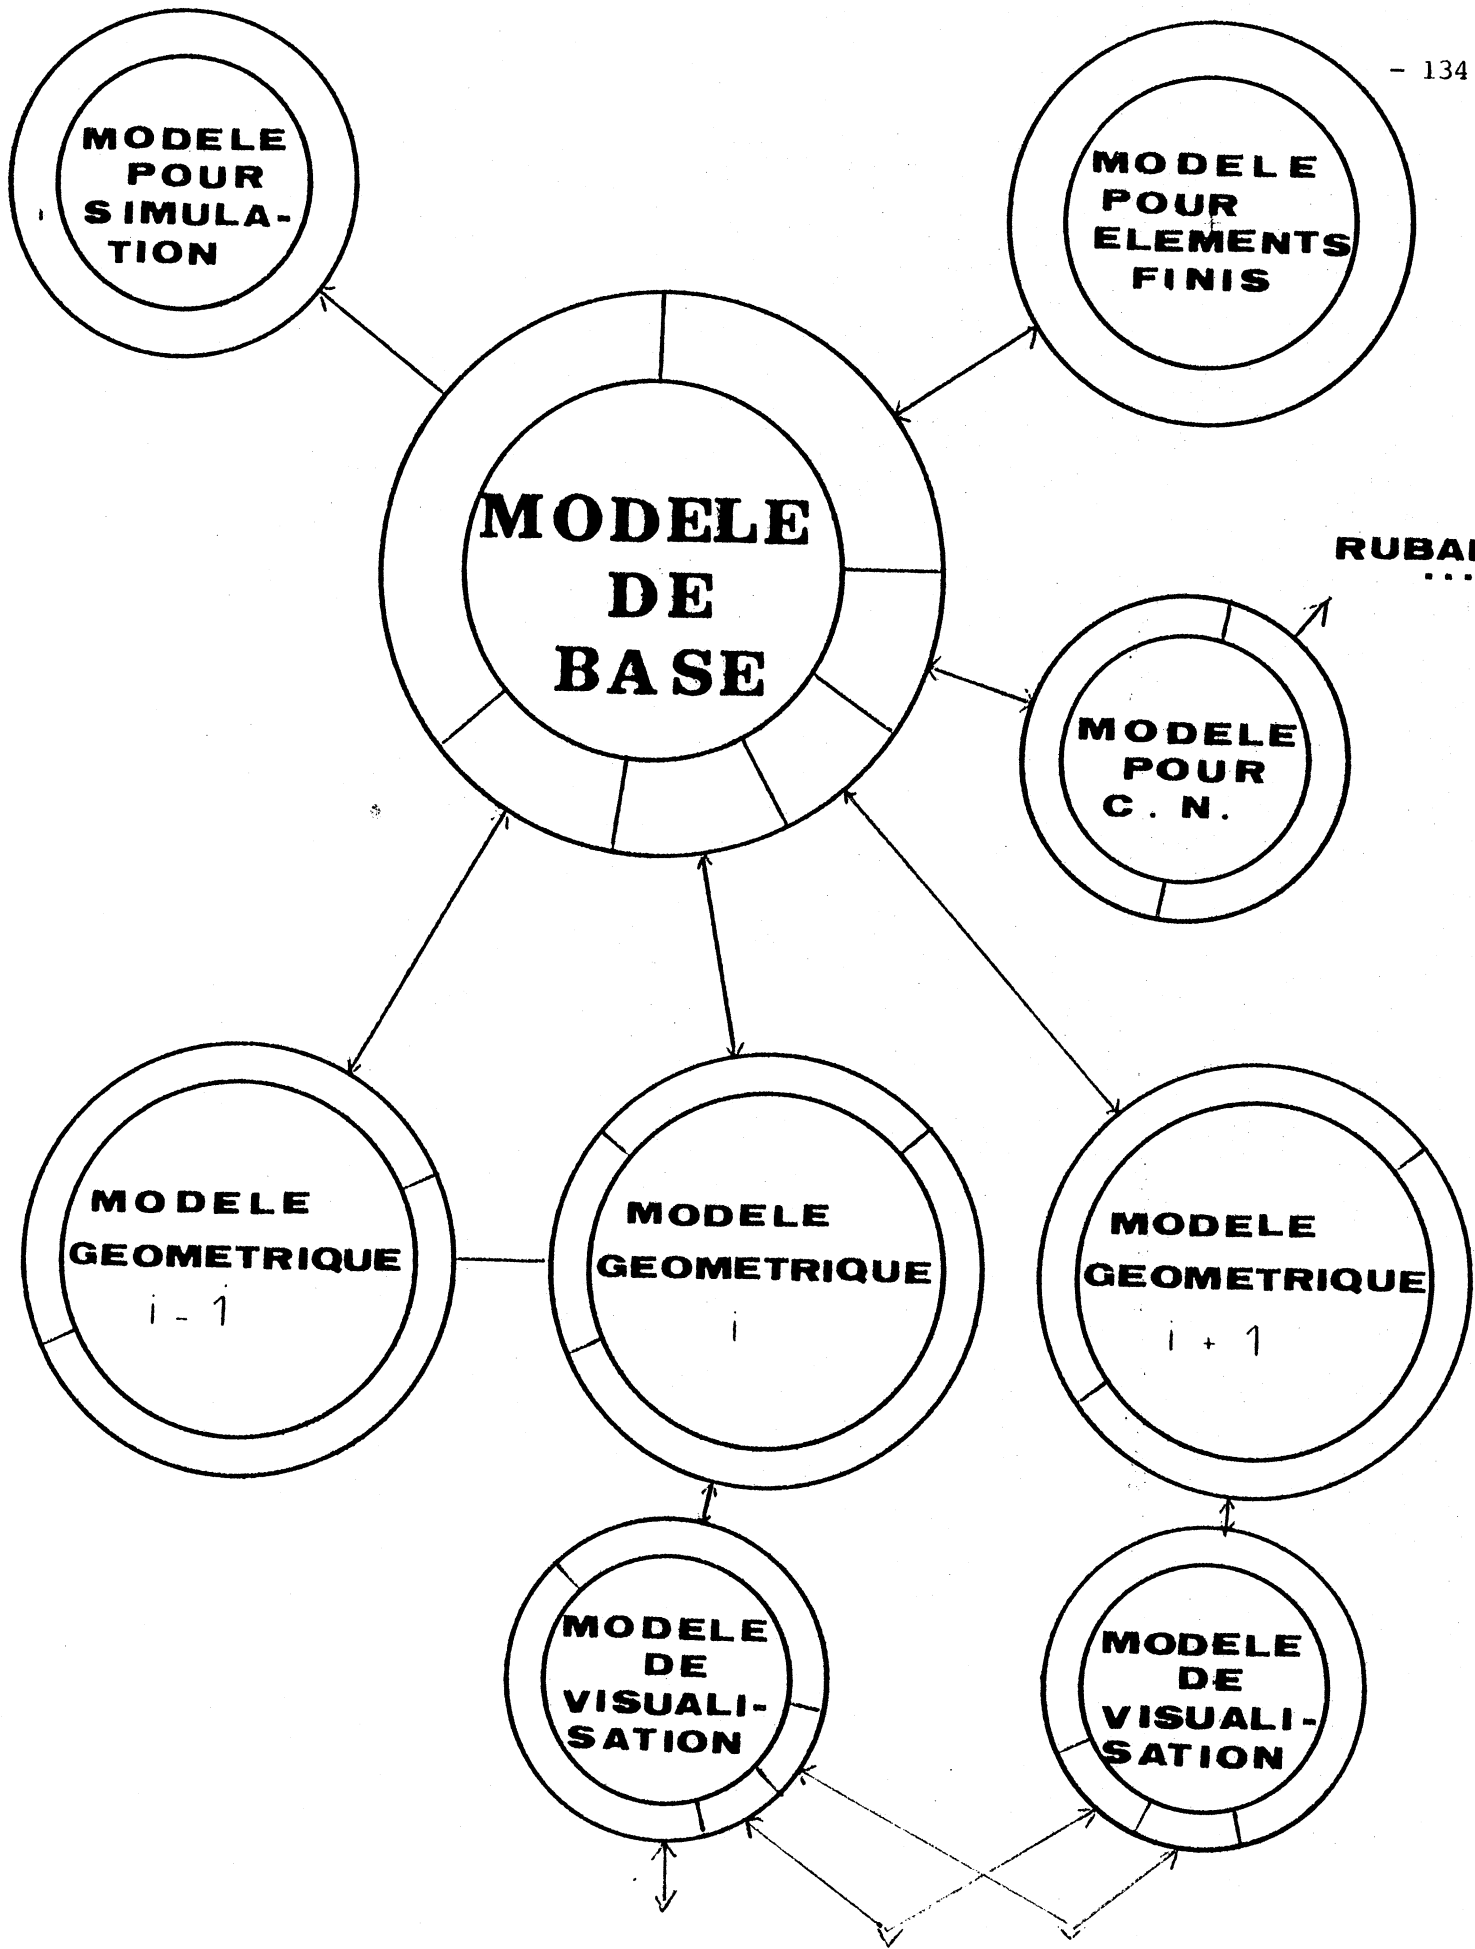 - 134
MODELE
POUR
SIMULA-
TION
MODELE
POUR
ELEMENTS
FINIS
MODELE
DE
BASE
...
MODELE
POUR
C. N.
MODELE
GEOMETRIQUE
i - 1
MODELE
GEOMETRIQUE
i
MODELE
GEOMETRIQUE
i + 1
MODELE
DE
VISUALI-
SATION
MODELE
DE
VISUALI-
SATION